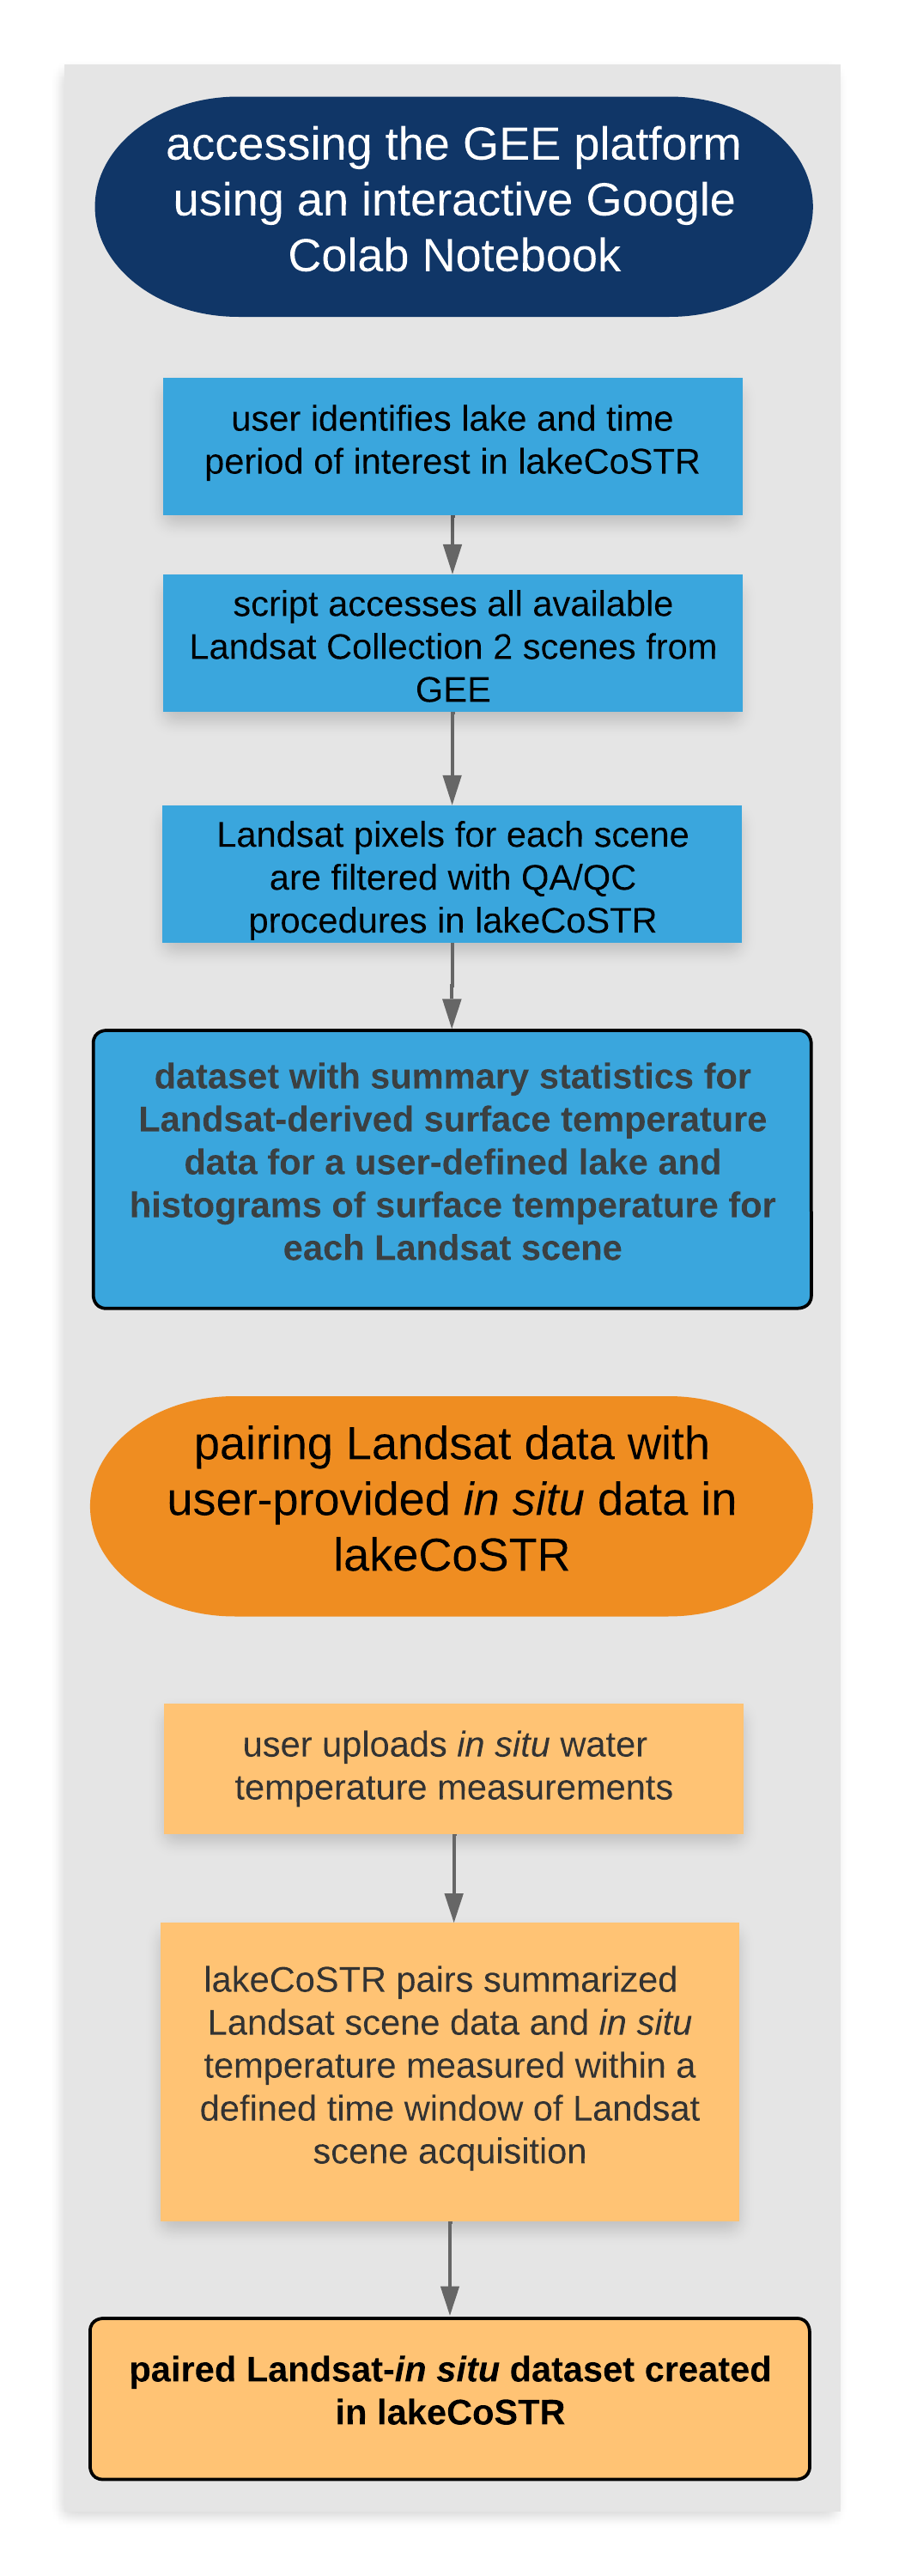 accessing the GEE platform
using an interactive Google
Colab Notebook
user identifies lake and time
period of interest in lakeCoSTR
script accesses all available
Landsat Collection 2 scenes from
GEE
Landsat pixels for each scene
are filtered with QA/QC
procedures in lakeCoSTR
dataset with summary statistics for
Landsat-derived surface temperature
data for a user-defined lake and
histograms of surface temperature for
each Landsat scene
pairing Landsat data with
user-provided in situ data in
lakeCoSTR
user uploads in situ water
temperature measurements
lakeCoSTR pairs summarized
Landsat scene data and in situ
temperature measured within a
defined time window of Landsat
scene acquisition
paired Landsat-in situ dataset created
in lakeCoSTR